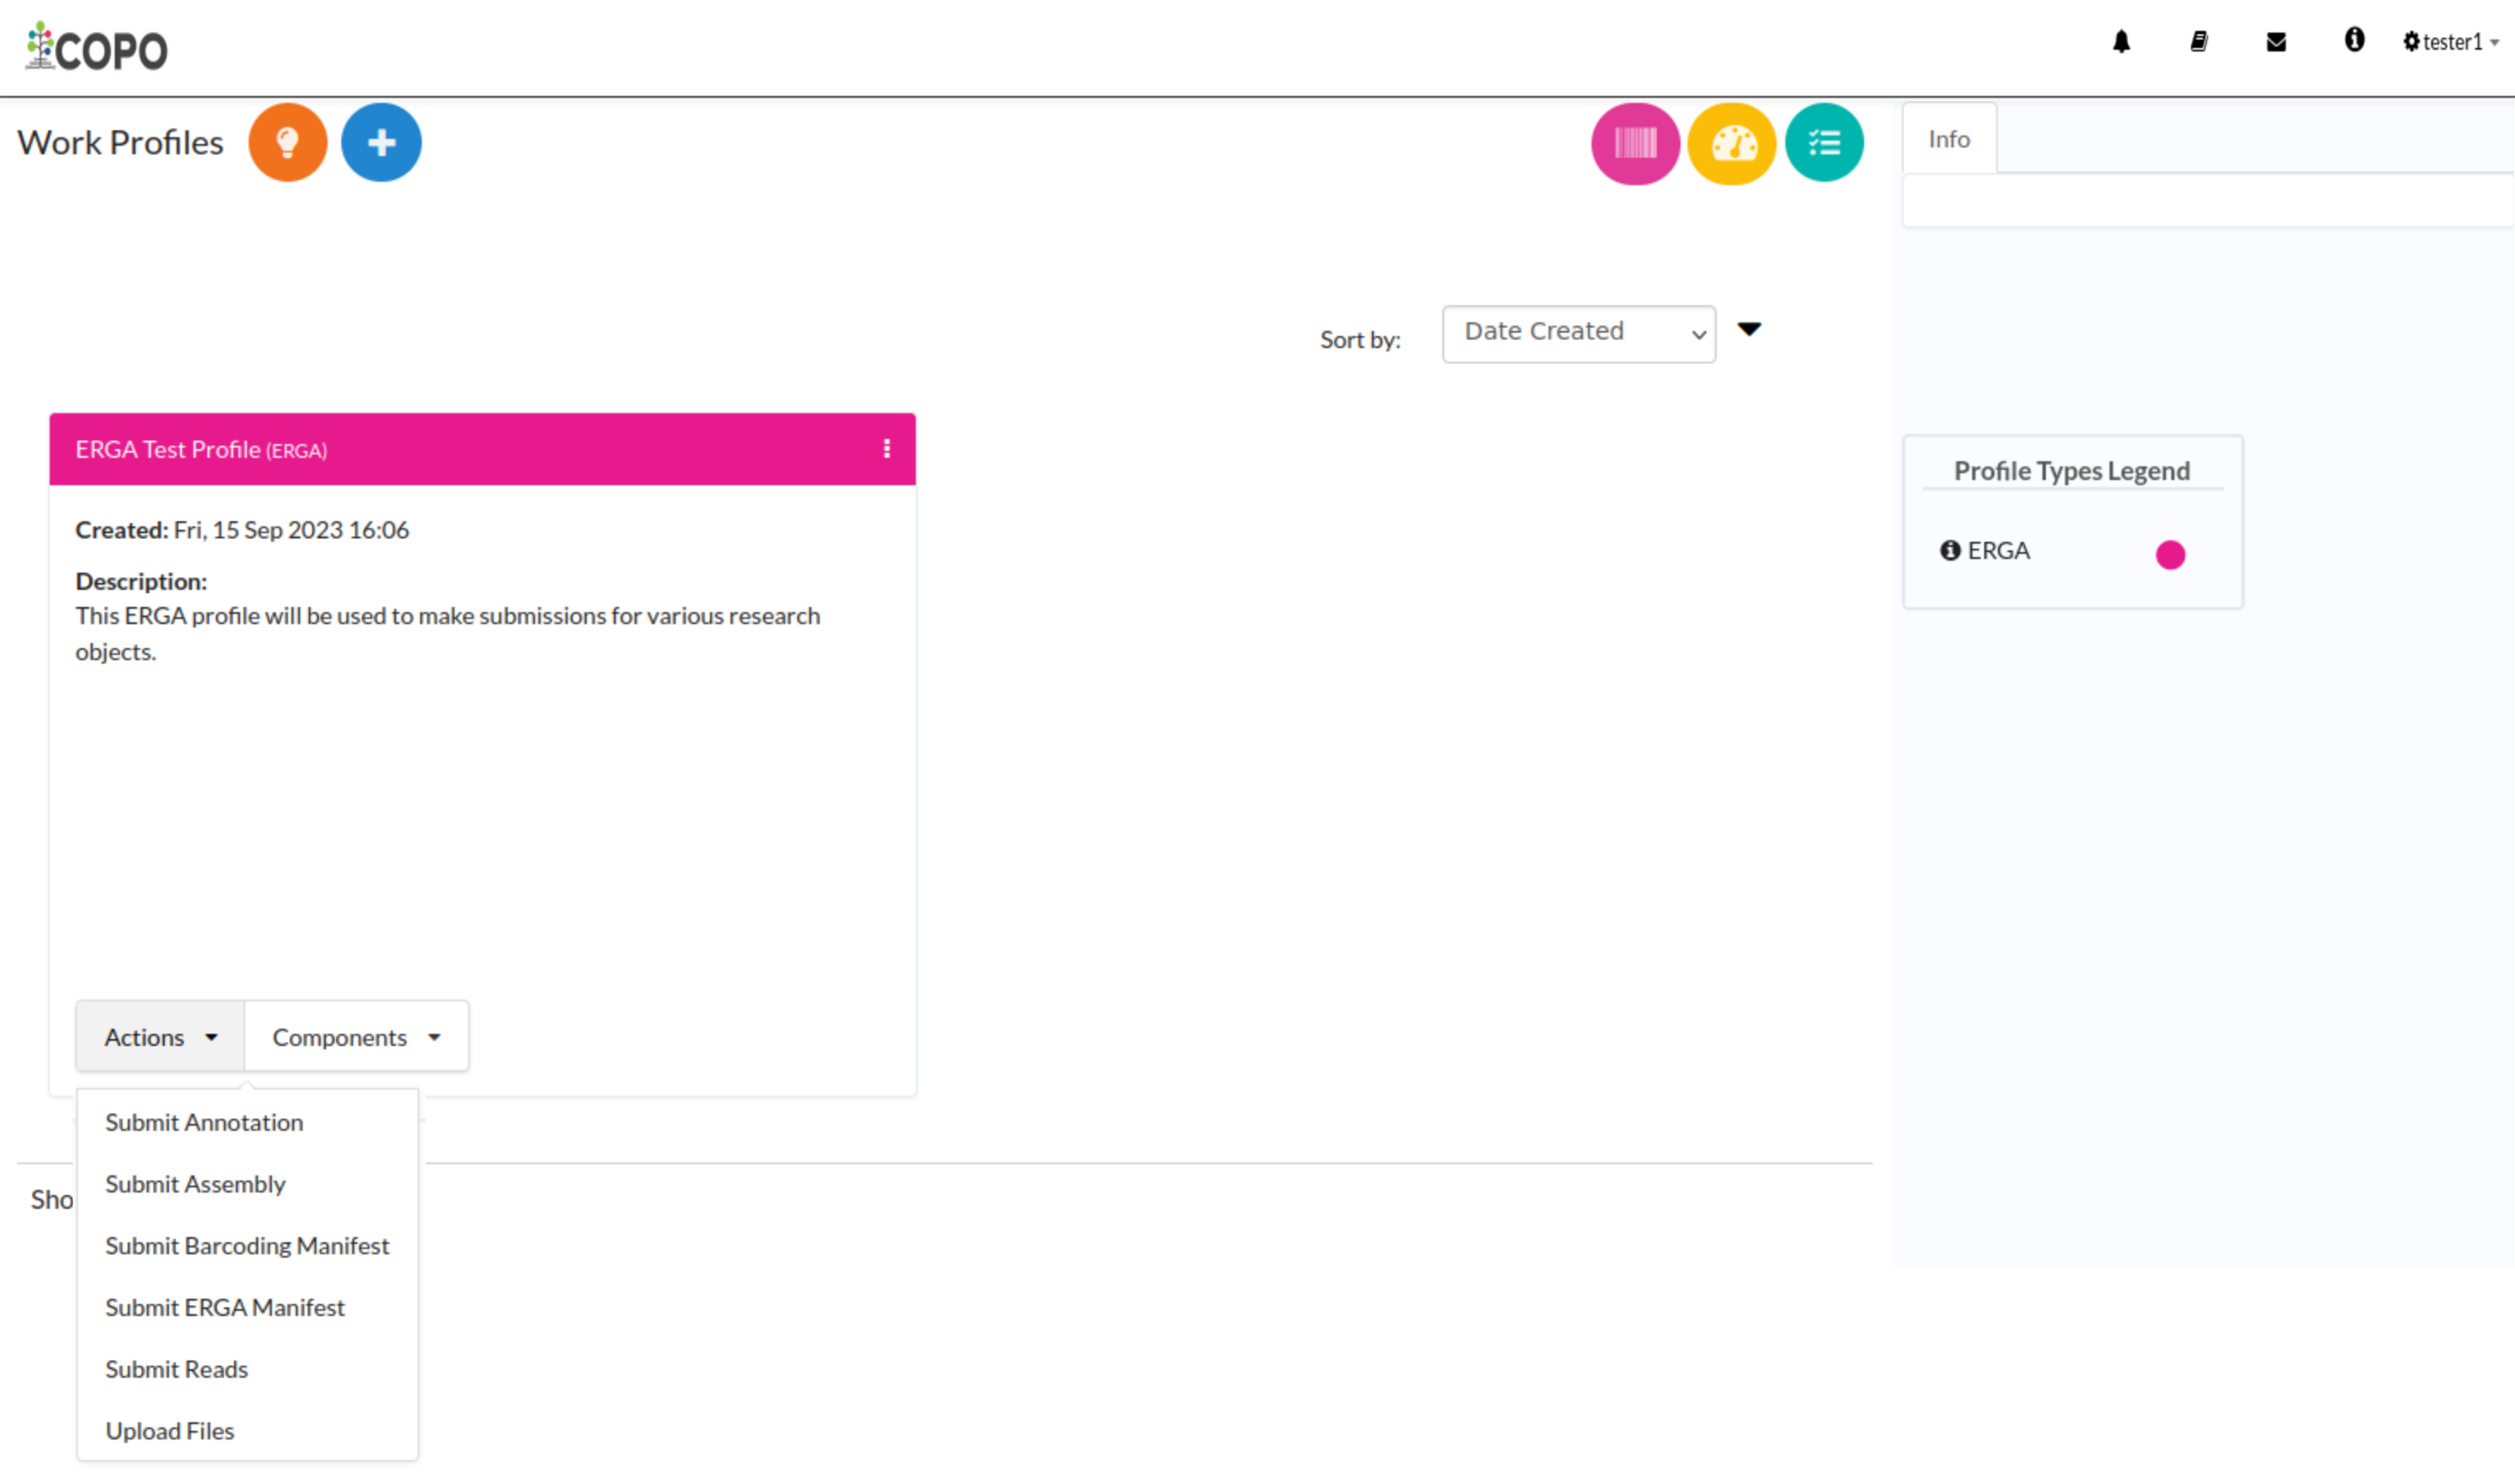 COPO
tester1
Work Profiles
Info
Sort by: Date Created
ERGA Test Profile (ERGA)
Created: Fri, 15 Sep 2023 16:06
Description:
This ERGA profile will be used to make submissions for various research
objects.
Profile Types Legend
ERGA
Actions Components
Submit Annotation
Submit Assembly
Sho
Submit Barcoding Manifest
Submit ERGA Manifest
Submit Reads
Upload Files